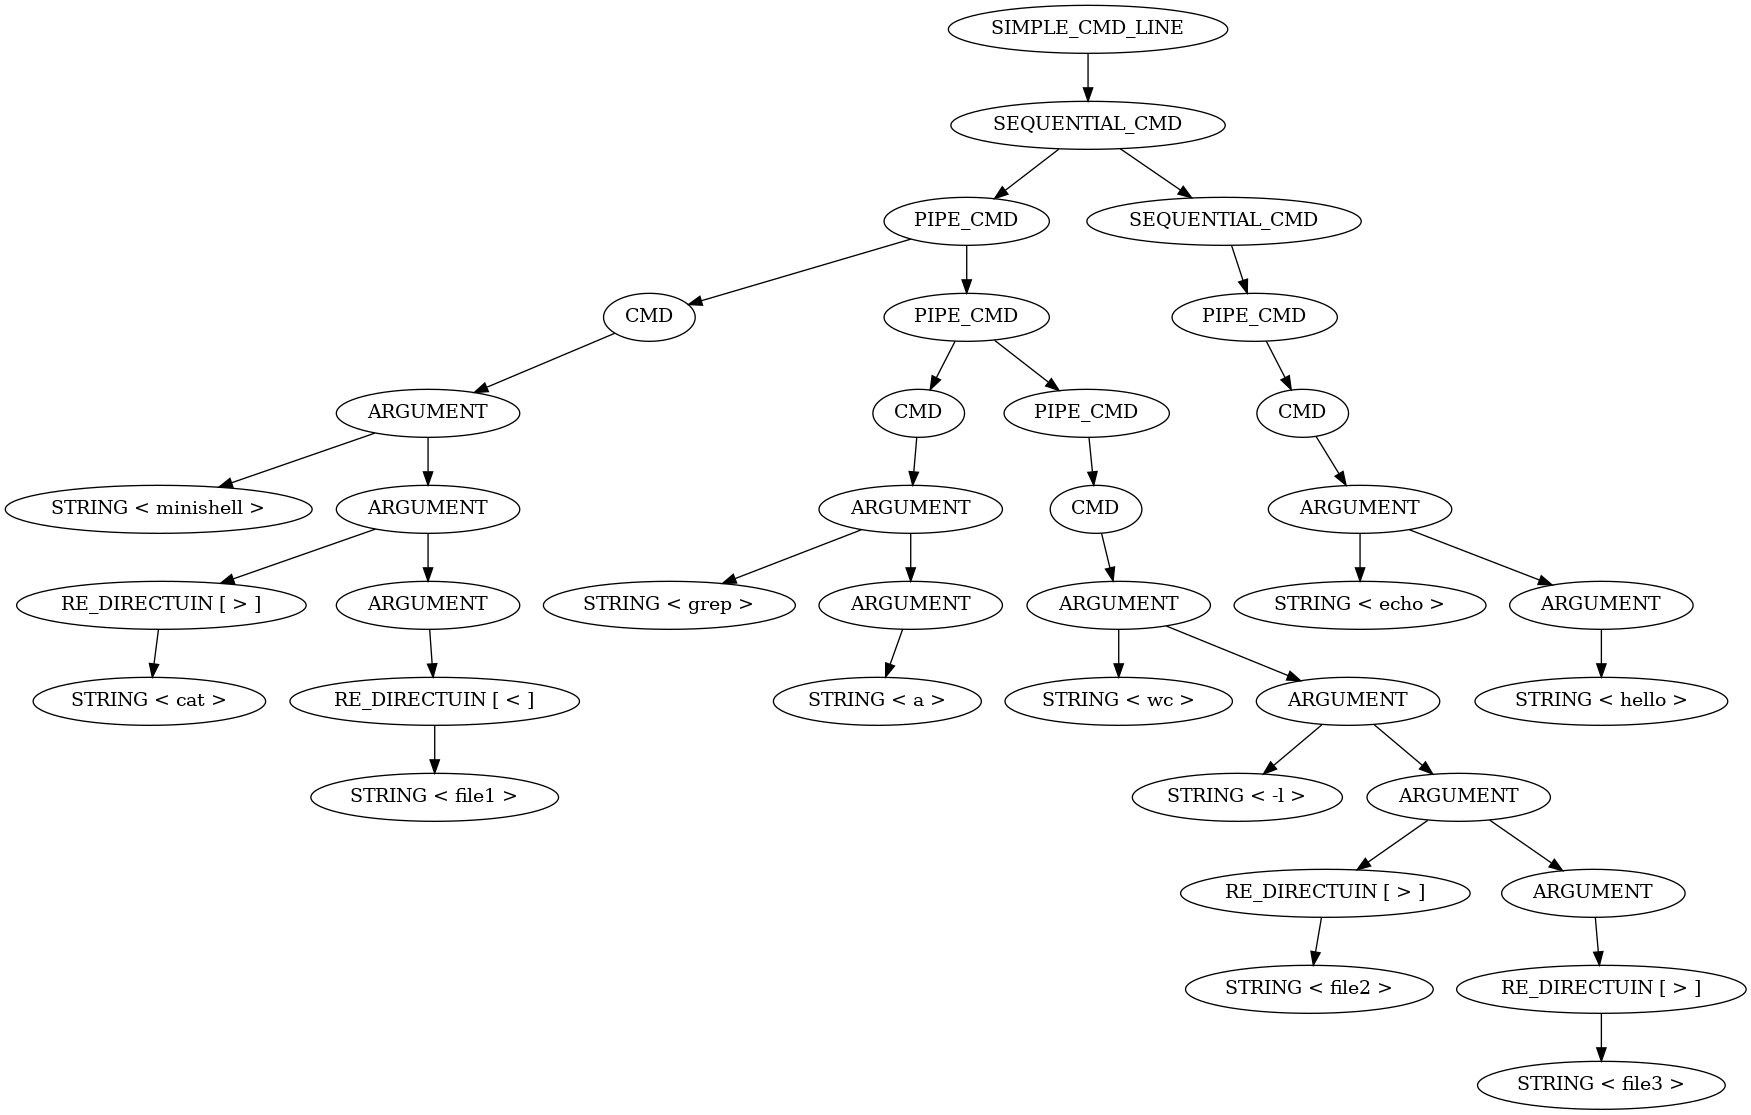 SIMPLE_CMD_LINE
SEQUENTIAL_CMD
PIPE_CMD
SEQUENTIAL_CMD
CMD
PIPE_CMD
PIPE_CMD
ARGUMENT
CMD
PIPE_CMD
CMD
STRING < minishell >
ARGUMENT
ARGUMENT
CMD
ARGUMENT
RE_DIRECTUIN [ > ]
ARGUMENT
STRING < grep >
ARGUMENT
ARGUMENT
STRING < echo >
ARGUMENT
STRING < cat >
RE_DIRECTUIN [ < ]
STRING < a >
STRING < wc >
ARGUMENT
STRING < hello >
STRING < file1 >
STRING < -l >
ARGUMENT
RE_DIRECTUIN [ > ]
ARGUMENT
STRING < file2 >
RE_DIRECTUIN [ > ]
STRING < file3 >